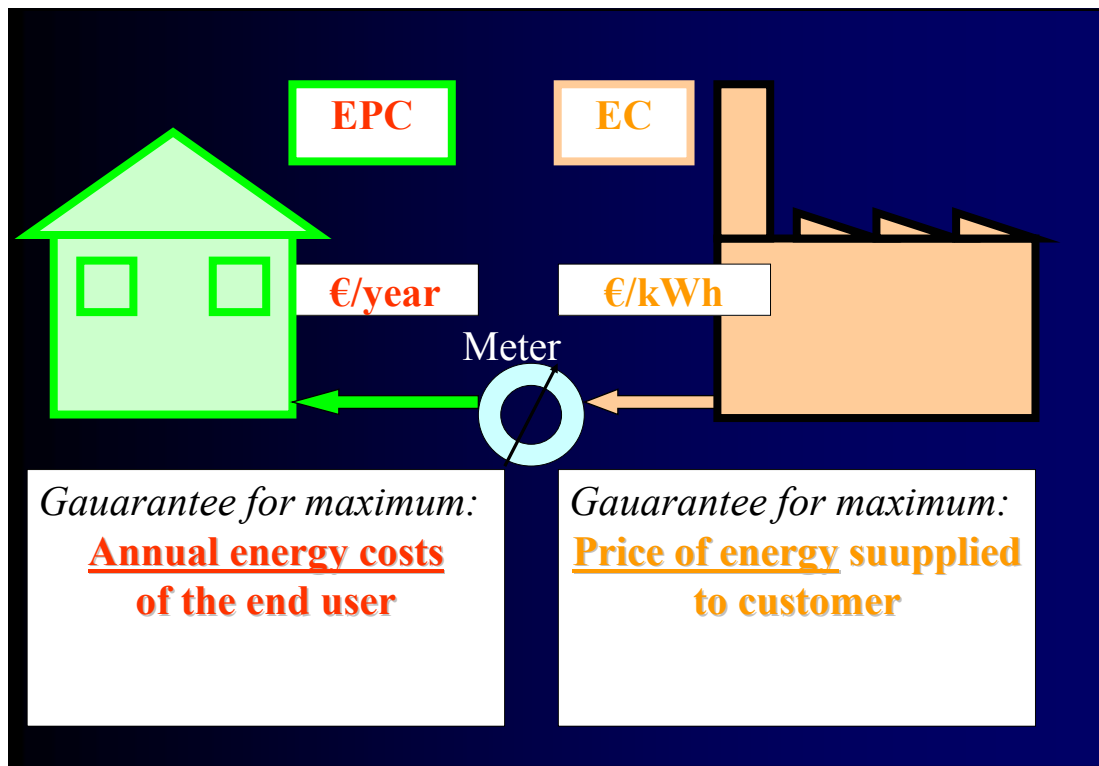 EPC
EC
€/year
€/kWh
Meter
Gauarantee for maximum:
Annual energy costs
of the end user
Gauarantee for maximum:
Price of energy suupplied
to customer